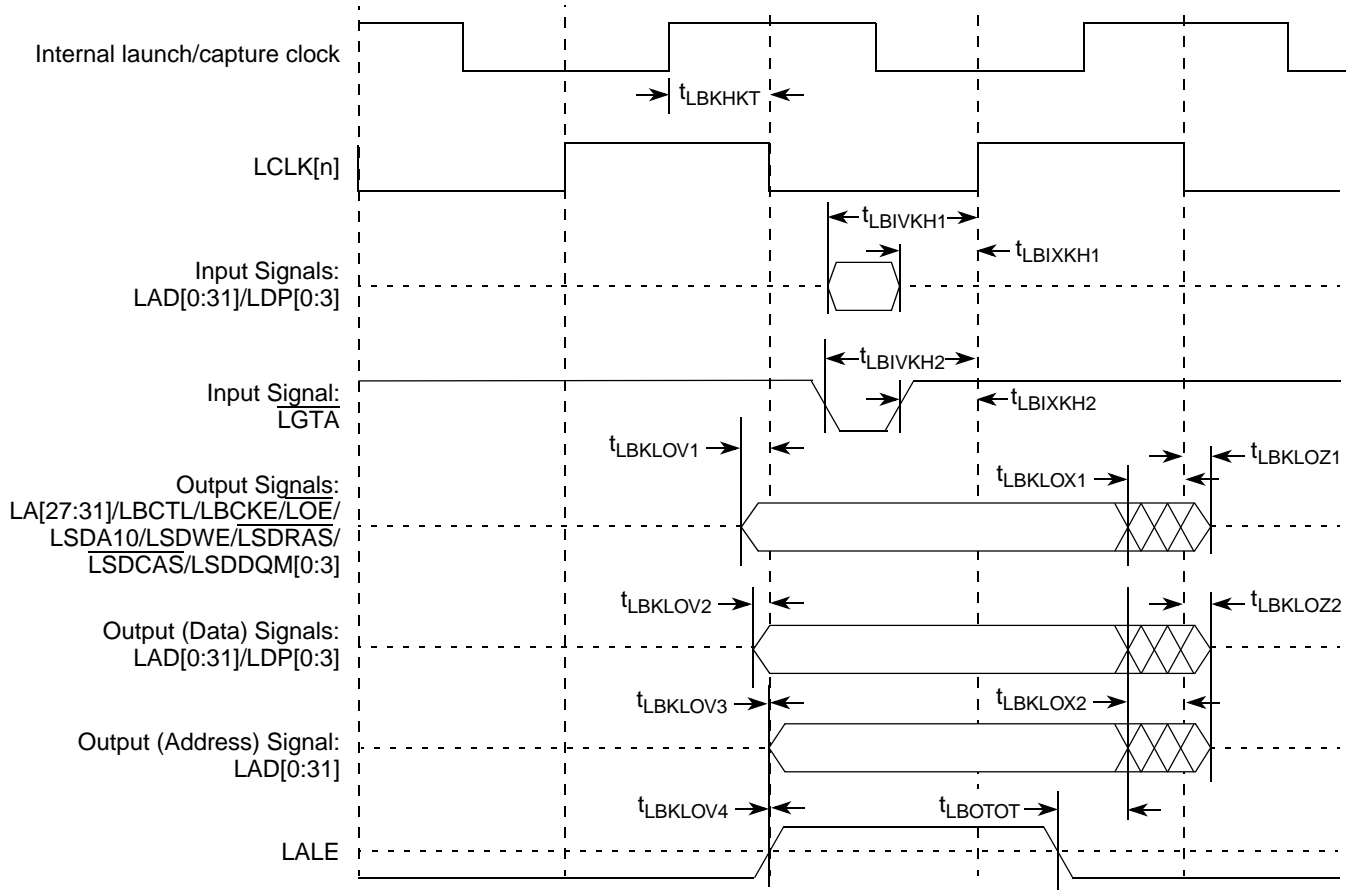 Internal launch/capture clock
tLBKHKT
LCLK[n]
tLBIVKH1
tLBIXKH1
Input Signals:
LAD[0:31]/LDP[0:3]
tLBIVKH2
Input Signal:
LGTA
tLBIXKH2
tLBKLOV1
tLBKLOZ1
tLBKLOX1
Output Signals:
LA[27:31]/LBCTL/LBCKE/LOE/
LSDA10/LSDWE/LSDRAS/
LSDCAS/LSDDQM[0:3]
tLBKLOV2
tLBKLOZ2
Output (Data) Signals:
LAD[0:31]/LDP[0:3]
tLBKLOV3
tLBKLOX2
Output (Address) Signal:
LAD[0:31]
tLBKLOV4
tLBOTOT
LALE